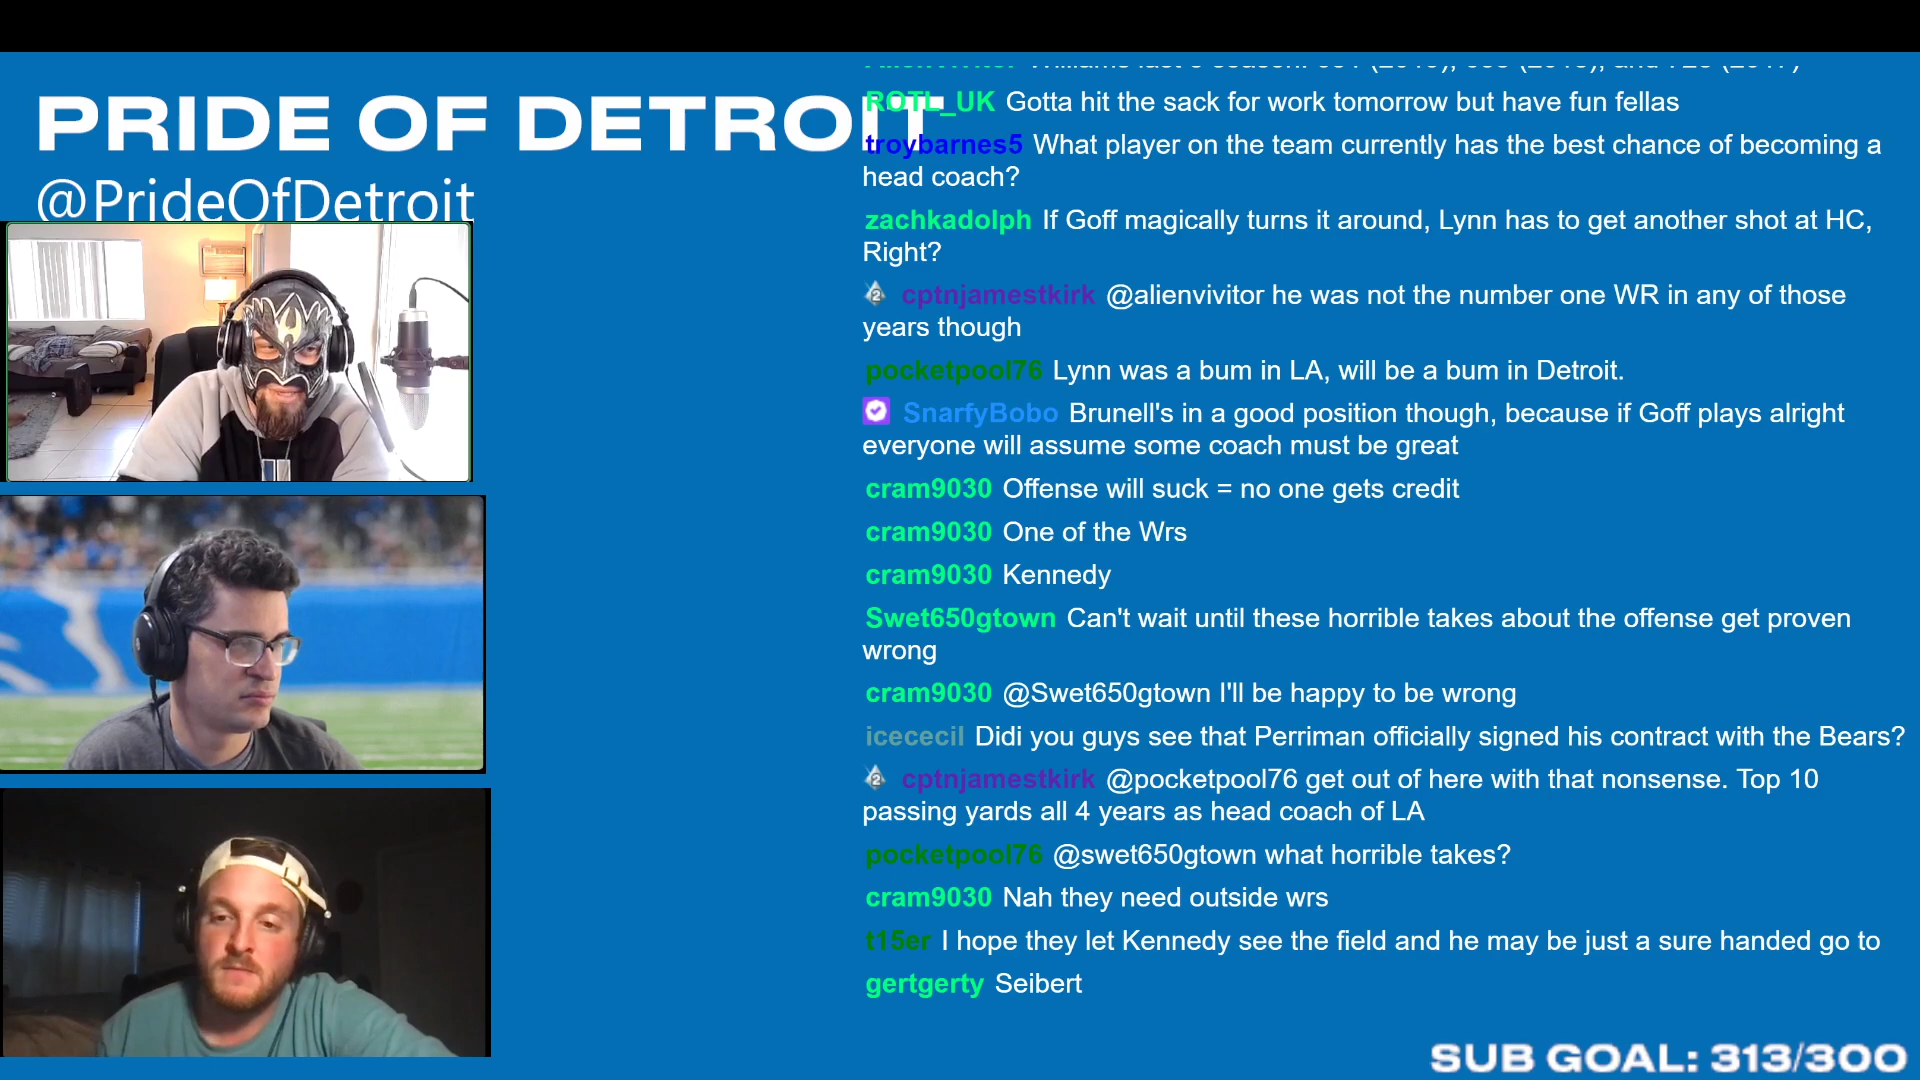 PRIDE OF DETROIT
@PrideOfDetroit
ROTL_UK Gotta hit the sack for work tomorrow but have fun fellas
troybarnes5 What player on the team currently has the best chance of becoming a
head coach?
zachkadolph If Goff magically turns it around, Lynn has to get another shot at HC,
Right?
2 cptnjamestkirk @alienvivitor he was not the number one WR in any of those
years though
pocketpool76 Lynn was a bum in LA, will be a bum in Detroit.
SnarfyBobo Brunell's in a good position though, because if Goff plays alright
everyone will assume some coach must be great
cram9030 Offense will suck = no one gets credit
cram9030 One of the Wrs
cram9030 Kennedy
Swet650gtown Can't wait until these horrible takes about the offense get proven
wrong
cram9030 @Swet650gtown I'll be happy to be wrong
icececil Didi you guys see that Perriman officially signed his contract with the Bears?
2 cptnjamestkirk @pocketpool76 get out of here with that nonsense. Top 10
passing yards all 4 years as head coach of LA
pocketpool76 @swet650gtown what horrible takes?
cram9030 Nah they need outside wrs
t15er I hope they let Kennedy see the field and he may be just a sure handed go to
gertgerty Seibert
SUB GOAL: 313/300